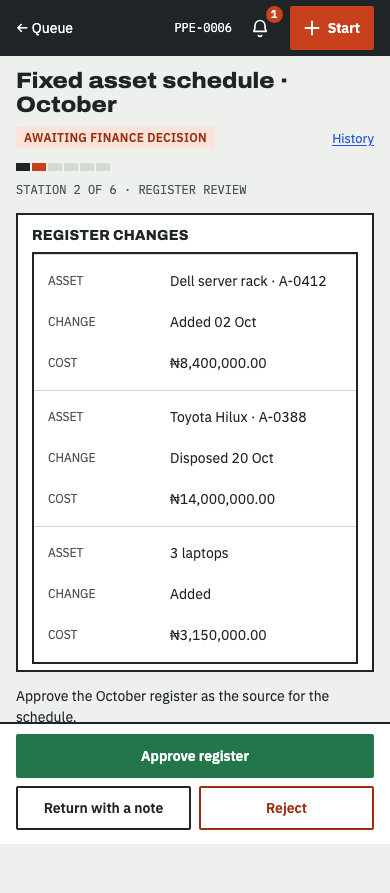 ← Queue
PPE-0006
1
+ Start
Fixed asset schedule ·
October
AWAITING FINANCE DECISION
History
STATION 2 OF 6 · REGISTER REVIEW
REGISTER CHANGES
ASSET Dell server rack · A-0412
CHANGE Added 02 Oct
COST ₦8,400,000.00
ASSET Toyota Hilux · A-0388
CHANGE Disposed 20 Oct
COST ₦14,000,000.00
ASSET 3 laptops
CHANGE Added
COST ₦3,150,000.00
Approve the October register as the source for the
schedule.
Approve register
Return with a note
Reject